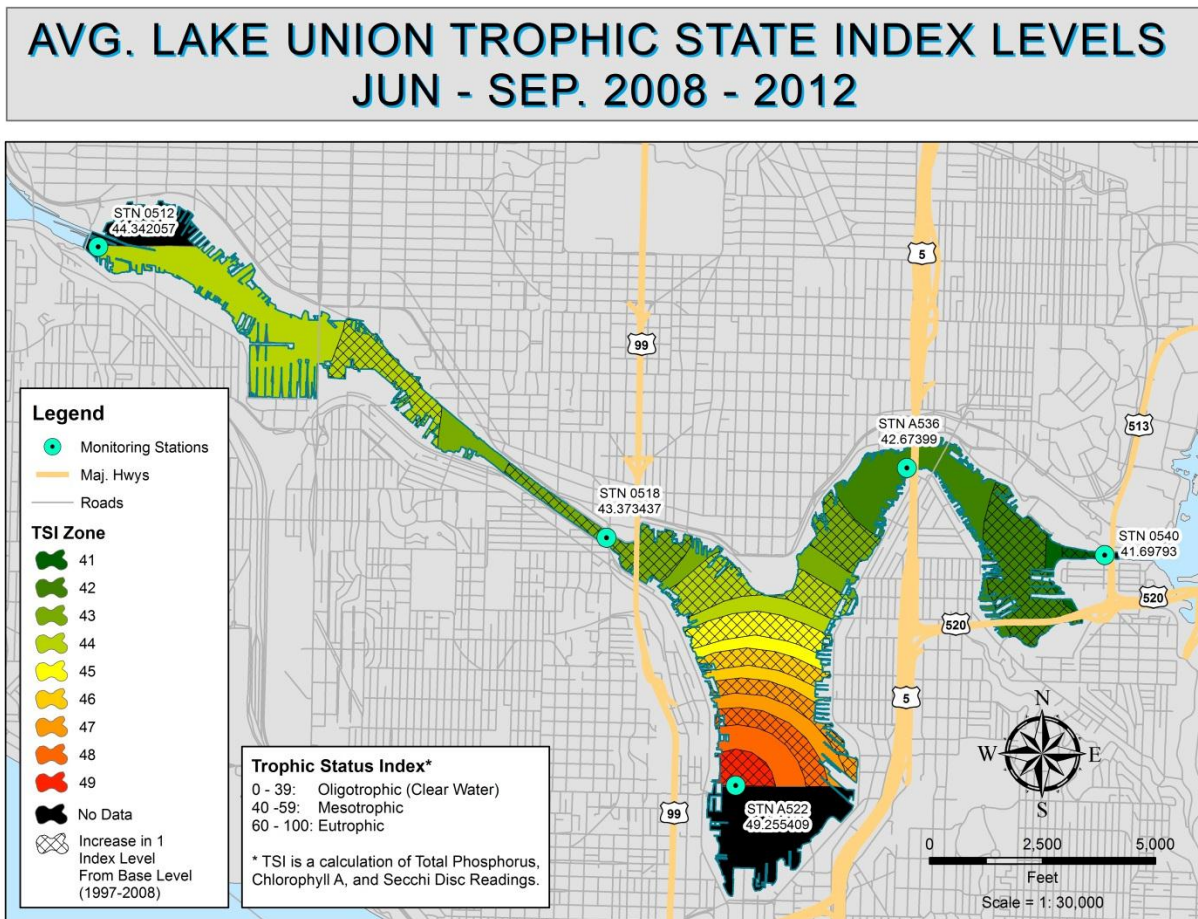 AVG. LAKE UNION TROPHIC STATE INDEX LEVELS
JUN - SEP. 2008 - 2012
STN 0512
44.342057
5
99
STN A536
42.67399
513
STN 0518
43.373437
STN 0540
41.69793
520
520
5
99
STN A522
49.255409
Legend
Monitoring Stations
Maj. Hwys
Roads
TSI Zone
41
42
43
44
45
46
47
48
49
No Data
Increase in 1
Index Level
From Base Level
(1997-2008)
Trophic Status Index*
0 - 39: Oligotrophic (Clear Water)
40 -59: Mesotrophic
60 - 100: Eutrophic
* TSI is a calculation of Total Phosphorus,
Chlorophyll A, and Secchi Disc Readings.
N
W E
S
0 2,500 5,000
Feet
Scale = 1: 30,000